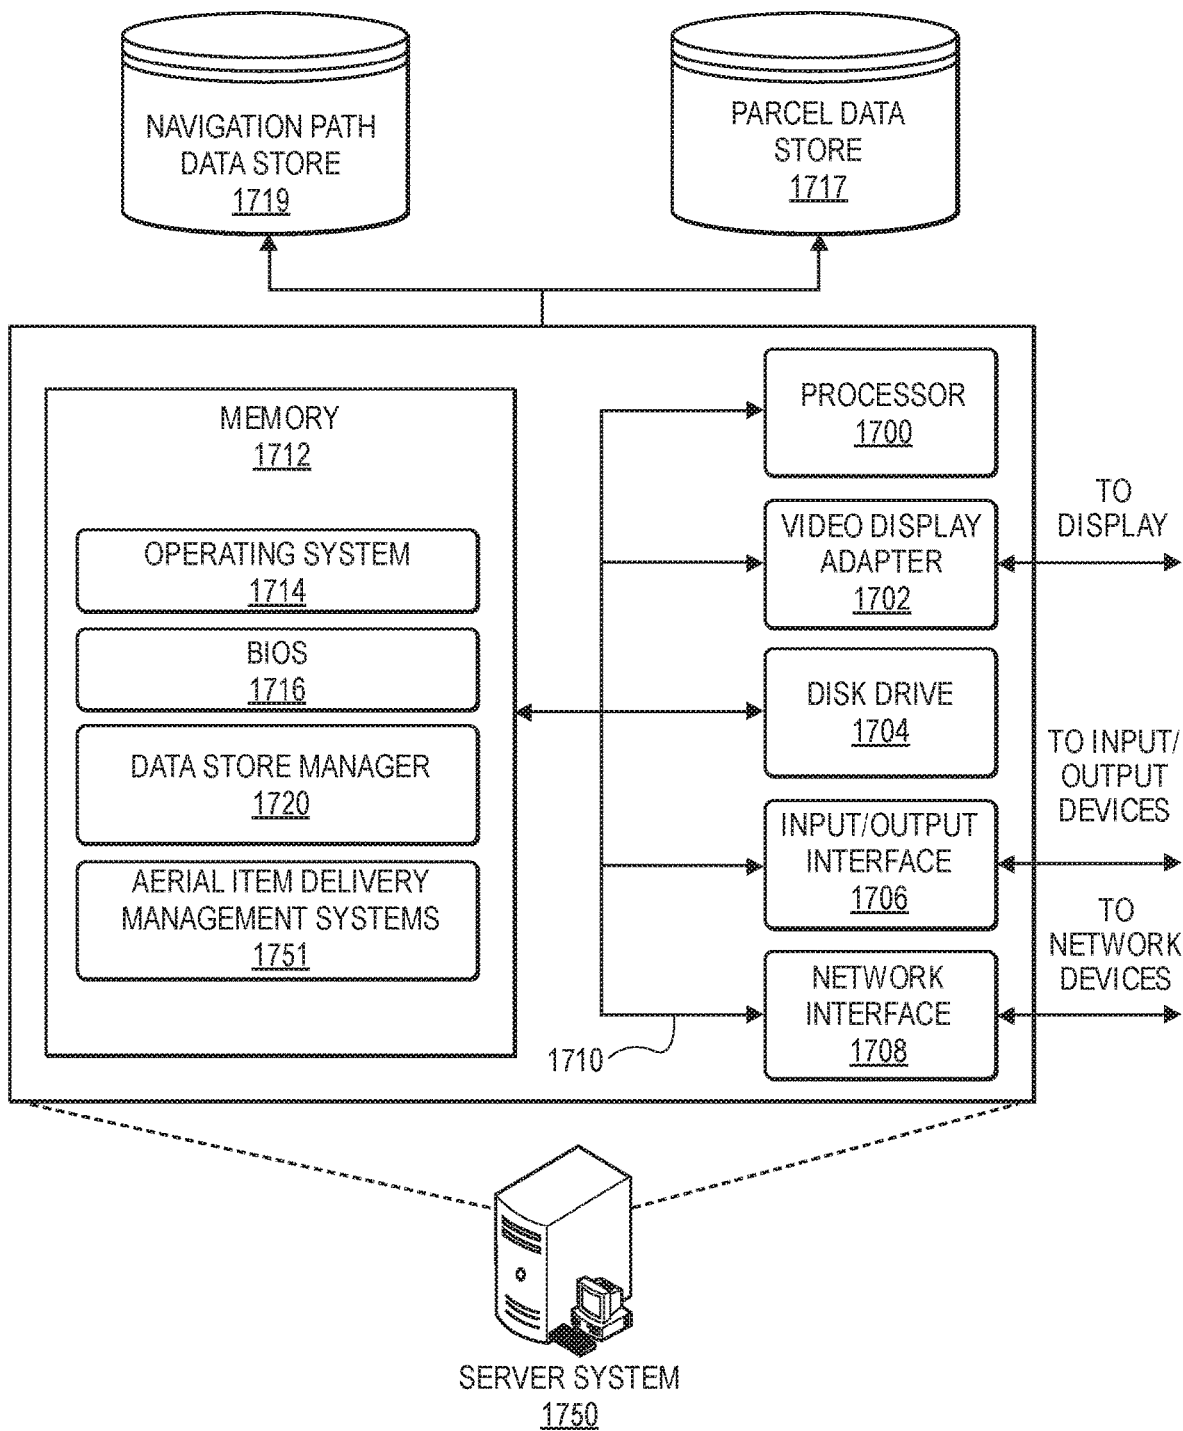 NAVIGATION PATH
DATA STORE
1719
PARCEL DATA
STORE
1717
MEMORY
1712
OPERATING SYSTEM
1714
BIOS
1716
DATA STORE MANAGER
1720
AERIAL ITEM DELIVERY
MANAGEMENT SYSTEMS
1751
PROCESSOR
1700
VIDEO DISPLAY
ADAPTER
1702
DISK DRIVE
1704
INPUT/OUTPUT
INTERFACE
1706
NETWORK
INTERFACE
1708
1710
TO
DISPLAY
TO INPUT/
OUTPUT
DEVICES
TO
NETWORK
DEVICES
SERVER SYSTEM
1750